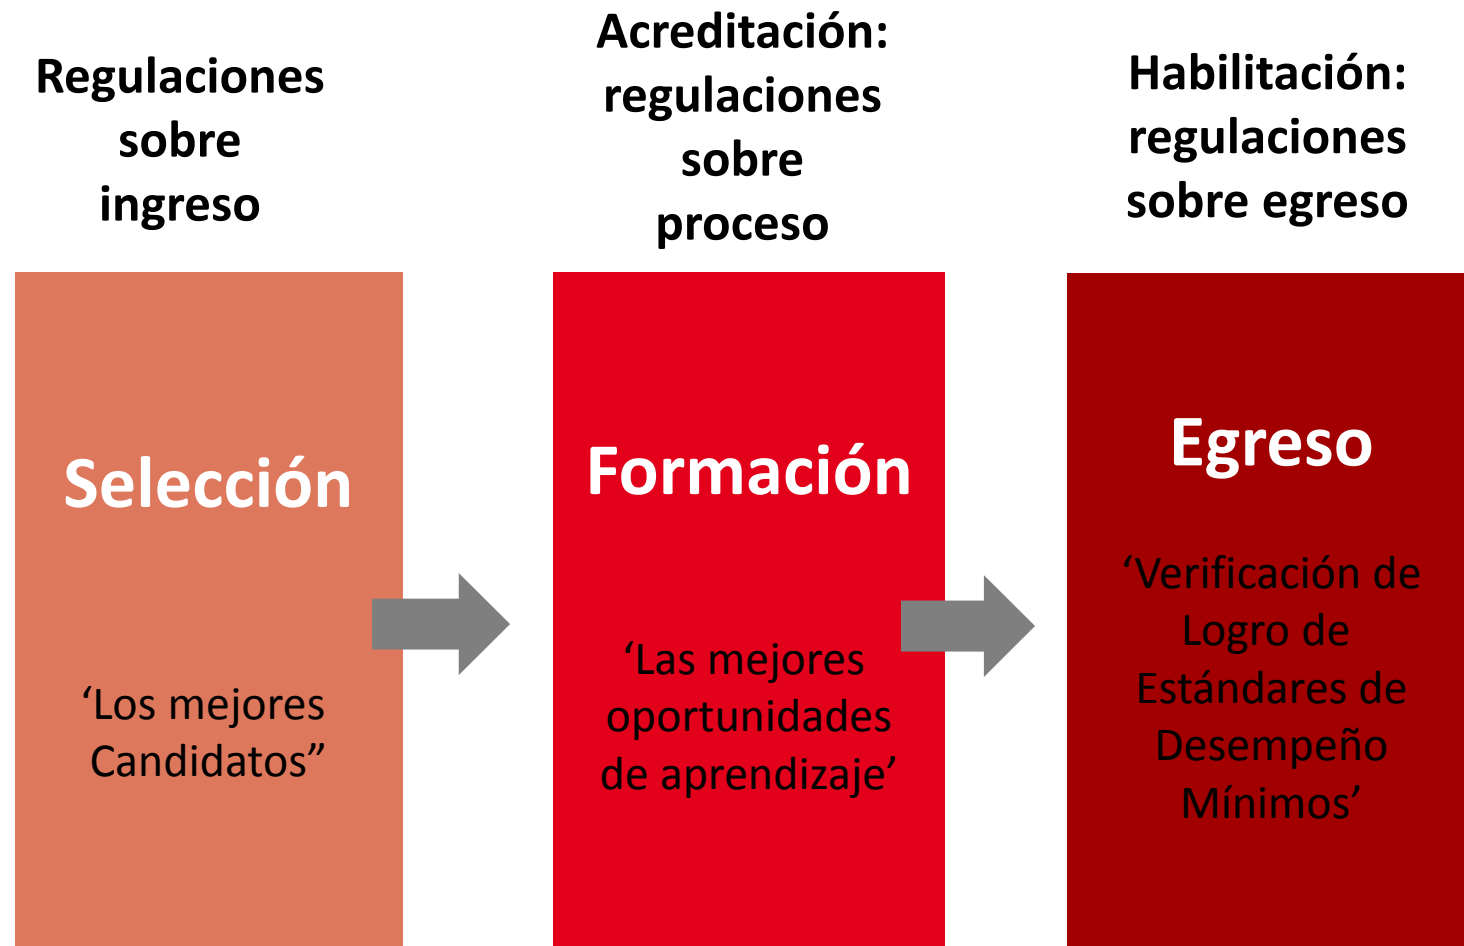 Regulaciones
sobre
ingreso
Selección
‘Los mejores
Candidatos”
Acreditación:
regulaciones
sobre
proceso
Formación
‘Las mejores
oportunidades
de aprendizaje’
Habilitación:
regulaciones
sobre egreso
Egreso
‘Verificación de
Logro de
Estándares de
Desempeño
Mínimos’